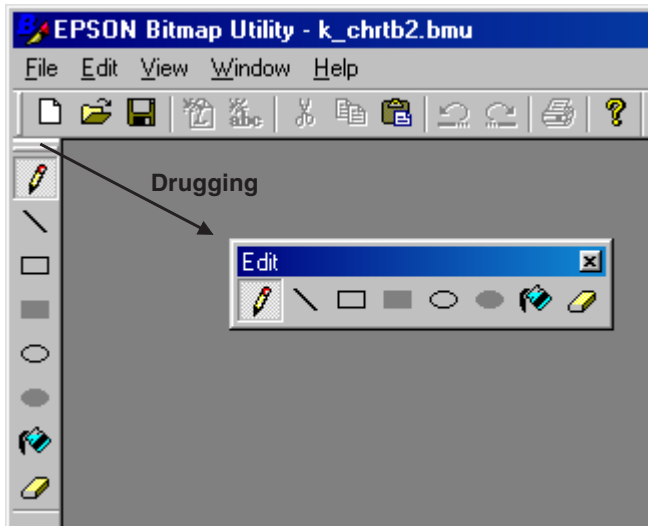 EPSON Bitmap Utility - k_chrtb2.bmu
File Edit View Window Help
Drugging
Edit